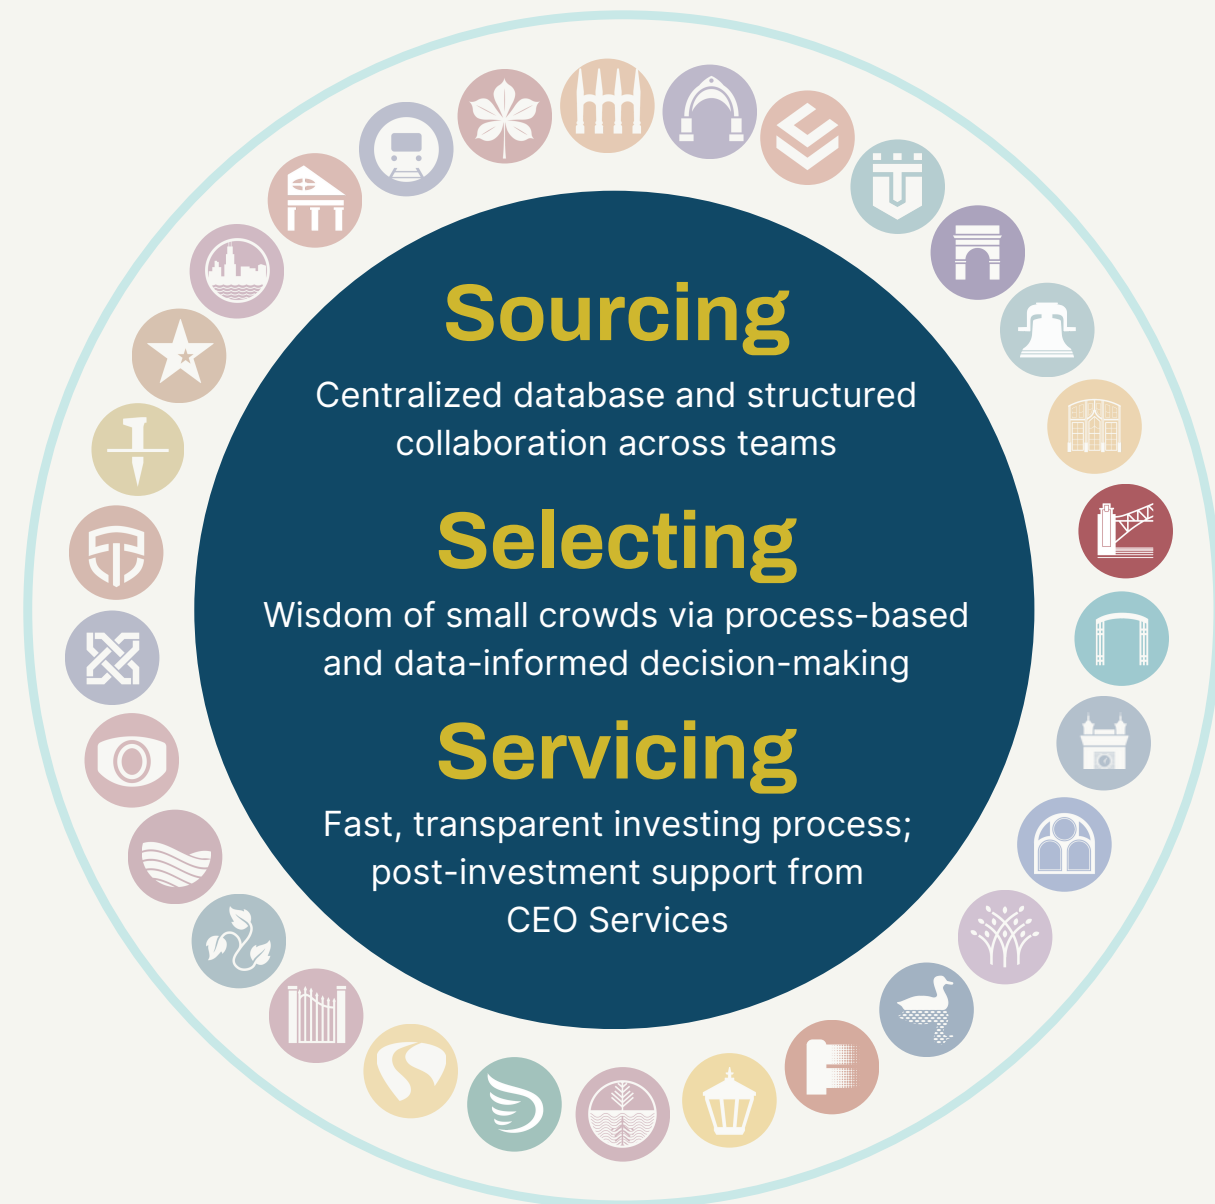 Sourcing
Centralized database and structured
collaboration across teams
Selecting
Wisdom of small crowds via process-based
and data-informed decision-making
Servicing
Fast, transparent investing process;
post-investment support from
CEO Services